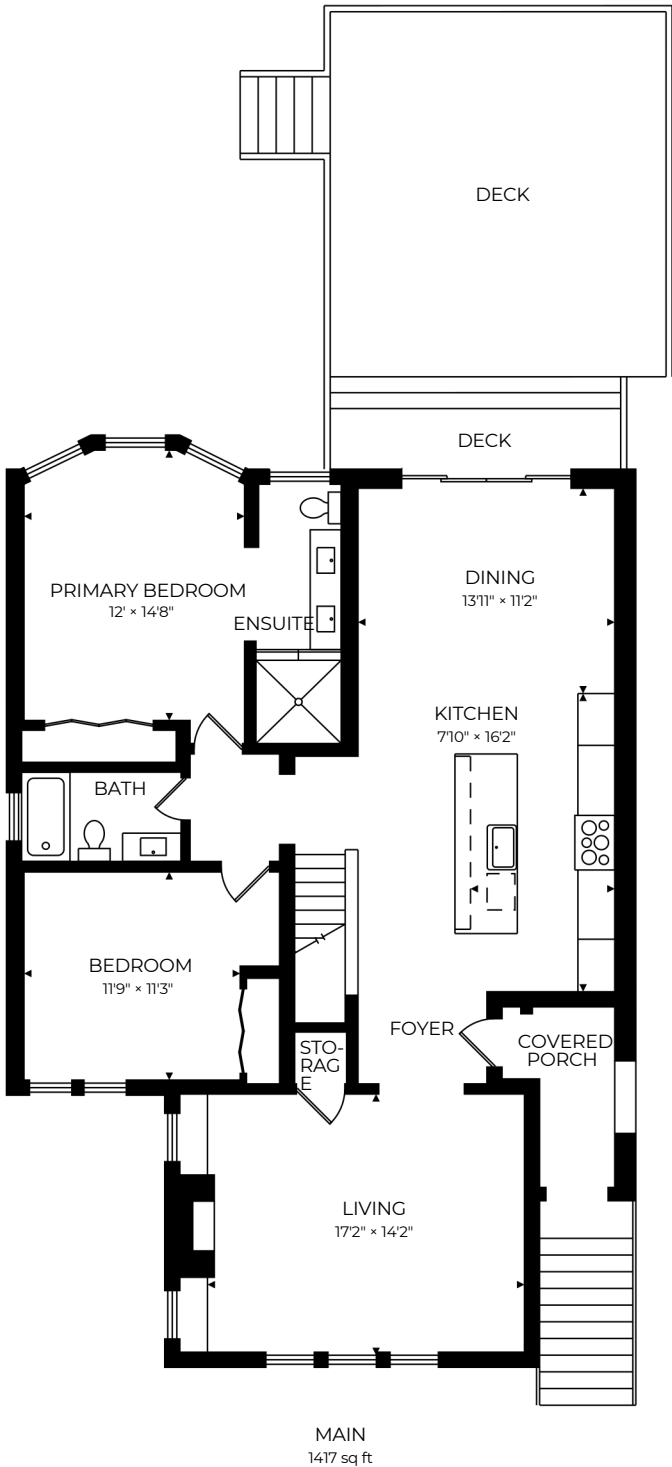 DECK
DECK
PRIMARY BEDROOM
12' × 14'8"
ENSUITE
DINING
13'11" × 11'2"
KITCHEN
7'10" × 16'2"
BATH
BEDROOM
11'9" × 11'3"
FOYER
COVERED
PORCH
STO-
RAG
E
LIVING
17'2" × 14'2"
MAIN
1417 sq ft